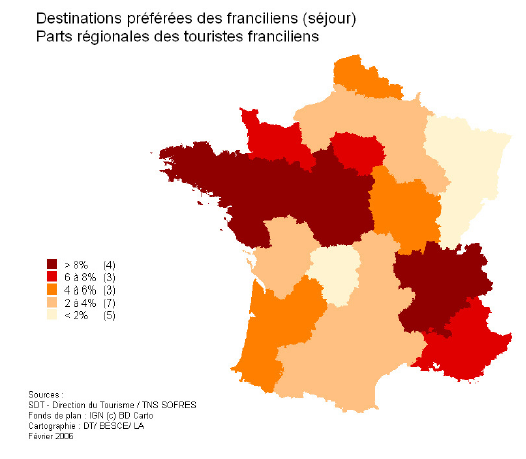 Destinations préférées des franciliens (séjour)
Parts régionales des touristes franciliens
> 8% (4)
6 à 8% (3)
4 à 6% (3)
2 à 4% (7)
< 2% (5)
Sources :
SDT - Direction du Tourisme / TNS SOFRES
Fonds de plan : IGN (c) BD Carto
Cartographie : DT/ BESCE/ LA
Février 2006